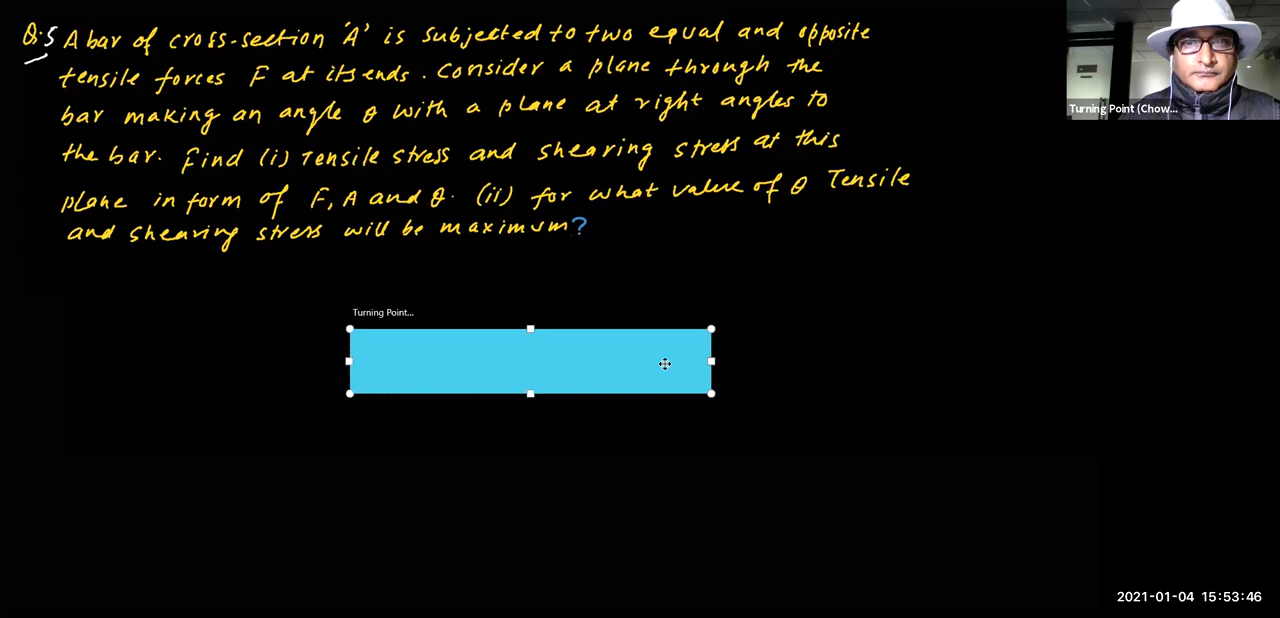 Q.5 A bar of cross-section 'A' is subjected to two equal and opposite
tensile forces F at its ends. Consider a plane through the
bar making an angle θ with a plane at right angles to
the bar. Find (i) Tensile stress and shearing stress at this
plane in form of F, A and θ. (ii) for what value of θ Tensile
and shearing stress will be maximum?
Turning Point (Chow...
Turning Point...
2021-01-04 15:53:46